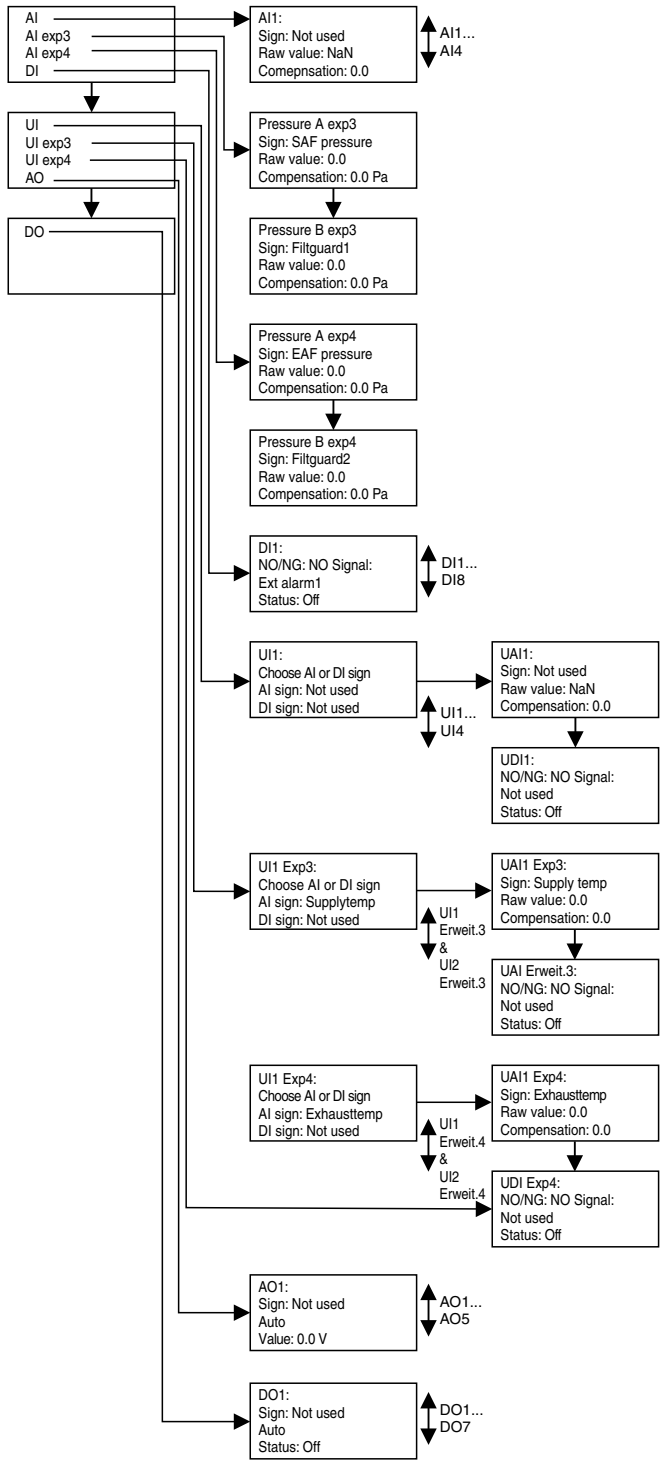 AI
AI exp3
AI exp4
DI
UI
UI exp3
UI exp4
AO
DO
AI1:
Sign: Not used
Raw value: NaN
Comepnsation: 0.0
AI1...
AI4
Pressure A exp3
Sign: SAF pressure
Raw value: 0.0
Compensation: 0.0 Pa
Pressure B exp3
Sign: Filtguard1
Raw value: 0.0
Compensation: 0.0 Pa
Pressure A exp4
Sign: EAF pressure
Raw value: 0.0
Compensation: 0.0 Pa
Pressure B exp4
Sign: Filtguard2
Raw value: 0.0
Compensation: 0.0 Pa
DI1:
NO/NG: NO Signal:
Ext alarm1
Status: Off
DI1...
DI8
UI1:
Choose AI or DI sign
AI sign: Not used
DI sign: Not used
UI1...
UI4
UAI1:
Sign: Not used
Raw value: NaN
Compensation: 0.0
UDI1:
NO/NG: NO Signal:
Not used
Status: Off
UI1 Exp3:
Choose AI or DI sign
AI sign: Supplytemp
DI sign: Not used
UI1
Erweit.3
&
UI2
Erweit.3
UAI1 Exp3:
Sign: Supply temp
Raw value: 0.0
Compensation: 0.0
UAI Erweit.3:
NO/NG: NO Signal:
Not used
Status: Off
UI1 Exp4:
Choose AI or DI sign
AI sign: Exhausttemp
DI sign: Not used
UI1
Erweit.4
&
UI2
Erweit.4
UAI1 Exp4:
Sign: Exhausttemp
Raw value: 0.0
Compensation: 0.0
UDI Exp4:
NO/NG: NO Signal:
Not used
Status: Off
AO1:
Sign: Not used
Auto
Value: 0.0 V
AO1...
AO5
DO1:
Sign: Not used
Auto
Status: Off
DO1...
DO7